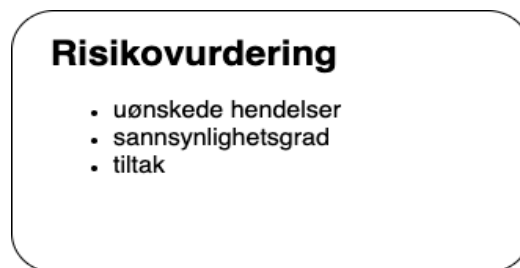 Risikovurdering
• uønskede hendelser
• sannsynlighetsgrad
• tiltak